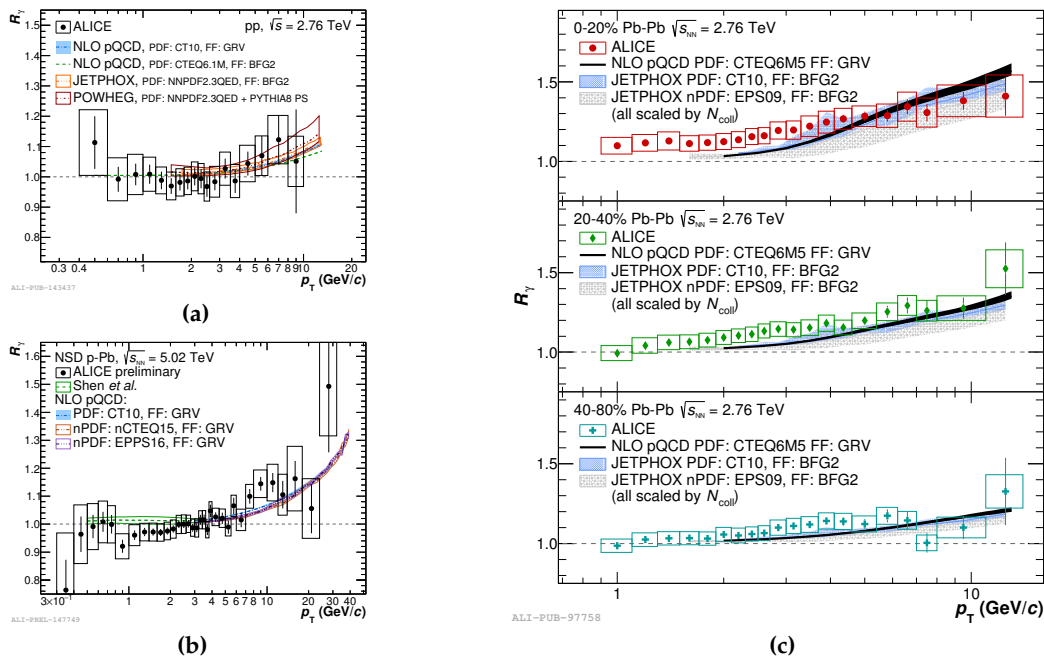 R_γ
1.5
1.4
1.3
1.2
1.1
1.0
0.9
0.8
pp, √s = 2.76 TeV
ALICE
NLO pQCD, PDF: CT10, FF: GRV
NLO pQCD, PDF: CTEQ6.1M, FF: BFG2
JETPHOX, PDF: NNPDF2.3QED, FF: BFG2
POWHEG, PDF: NNPDF2.3QED + PYTHIA8 PS
0.3 0.4 1 2 3 4 5 6 7 8 9 10 20
p_T (GeV/c)
ALI-PUB-143437
(a)
R_γ
1.6
1.5
1.4
1.3
1.2
1.1
1.0
0.9
0.8
NSD p-Pb, √s_NN = 5.02 TeV
ALICE preliminary
Shen et al.
NLO pQCD:
PDF: CT10, FF: GRV
nPDF: nCTEQ15, FF: GRV
nPDF: EPPS16, FF: GRV
3×10⁻¹ 1 2 3 4 5 6 7 8 10 20 30 40
p_T (GeV/c)
ALI-PREL-147749
(b)
R_γ
0-20% Pb-Pb √s_NN = 2.76 TeV
ALICE
NLO pQCD PDF: CTEQ6M5 FF: GRV
JETPHOX PDF: CT10, FF: BFG2
JETPHOX nPDF: EPS09, FF: BFG2
(all scaled by N_coll)
1.5
1.0
20-40% Pb-Pb √s_NN = 2.76 TeV
ALICE
NLO pQCD PDF: CTEQ6M5 FF: GRV
JETPHOX PDF: CT10, FF: BFG2
JETPHOX nPDF: EPS09, FF: BFG2
(all scaled by N_coll)
1.5
1.0
40-80% Pb-Pb √s_NN = 2.76 TeV
ALICE
NLO pQCD PDF: CTEQ6M5 FF: GRV
JETPHOX PDF: CT10, FF: BFG2
JETPHOX nPDF: EPS09, FF: BFG2
(all scaled by N_coll)
1.5
1.0
1 10
p_T (GeV/c)
ALI-PUB-97758
(c)